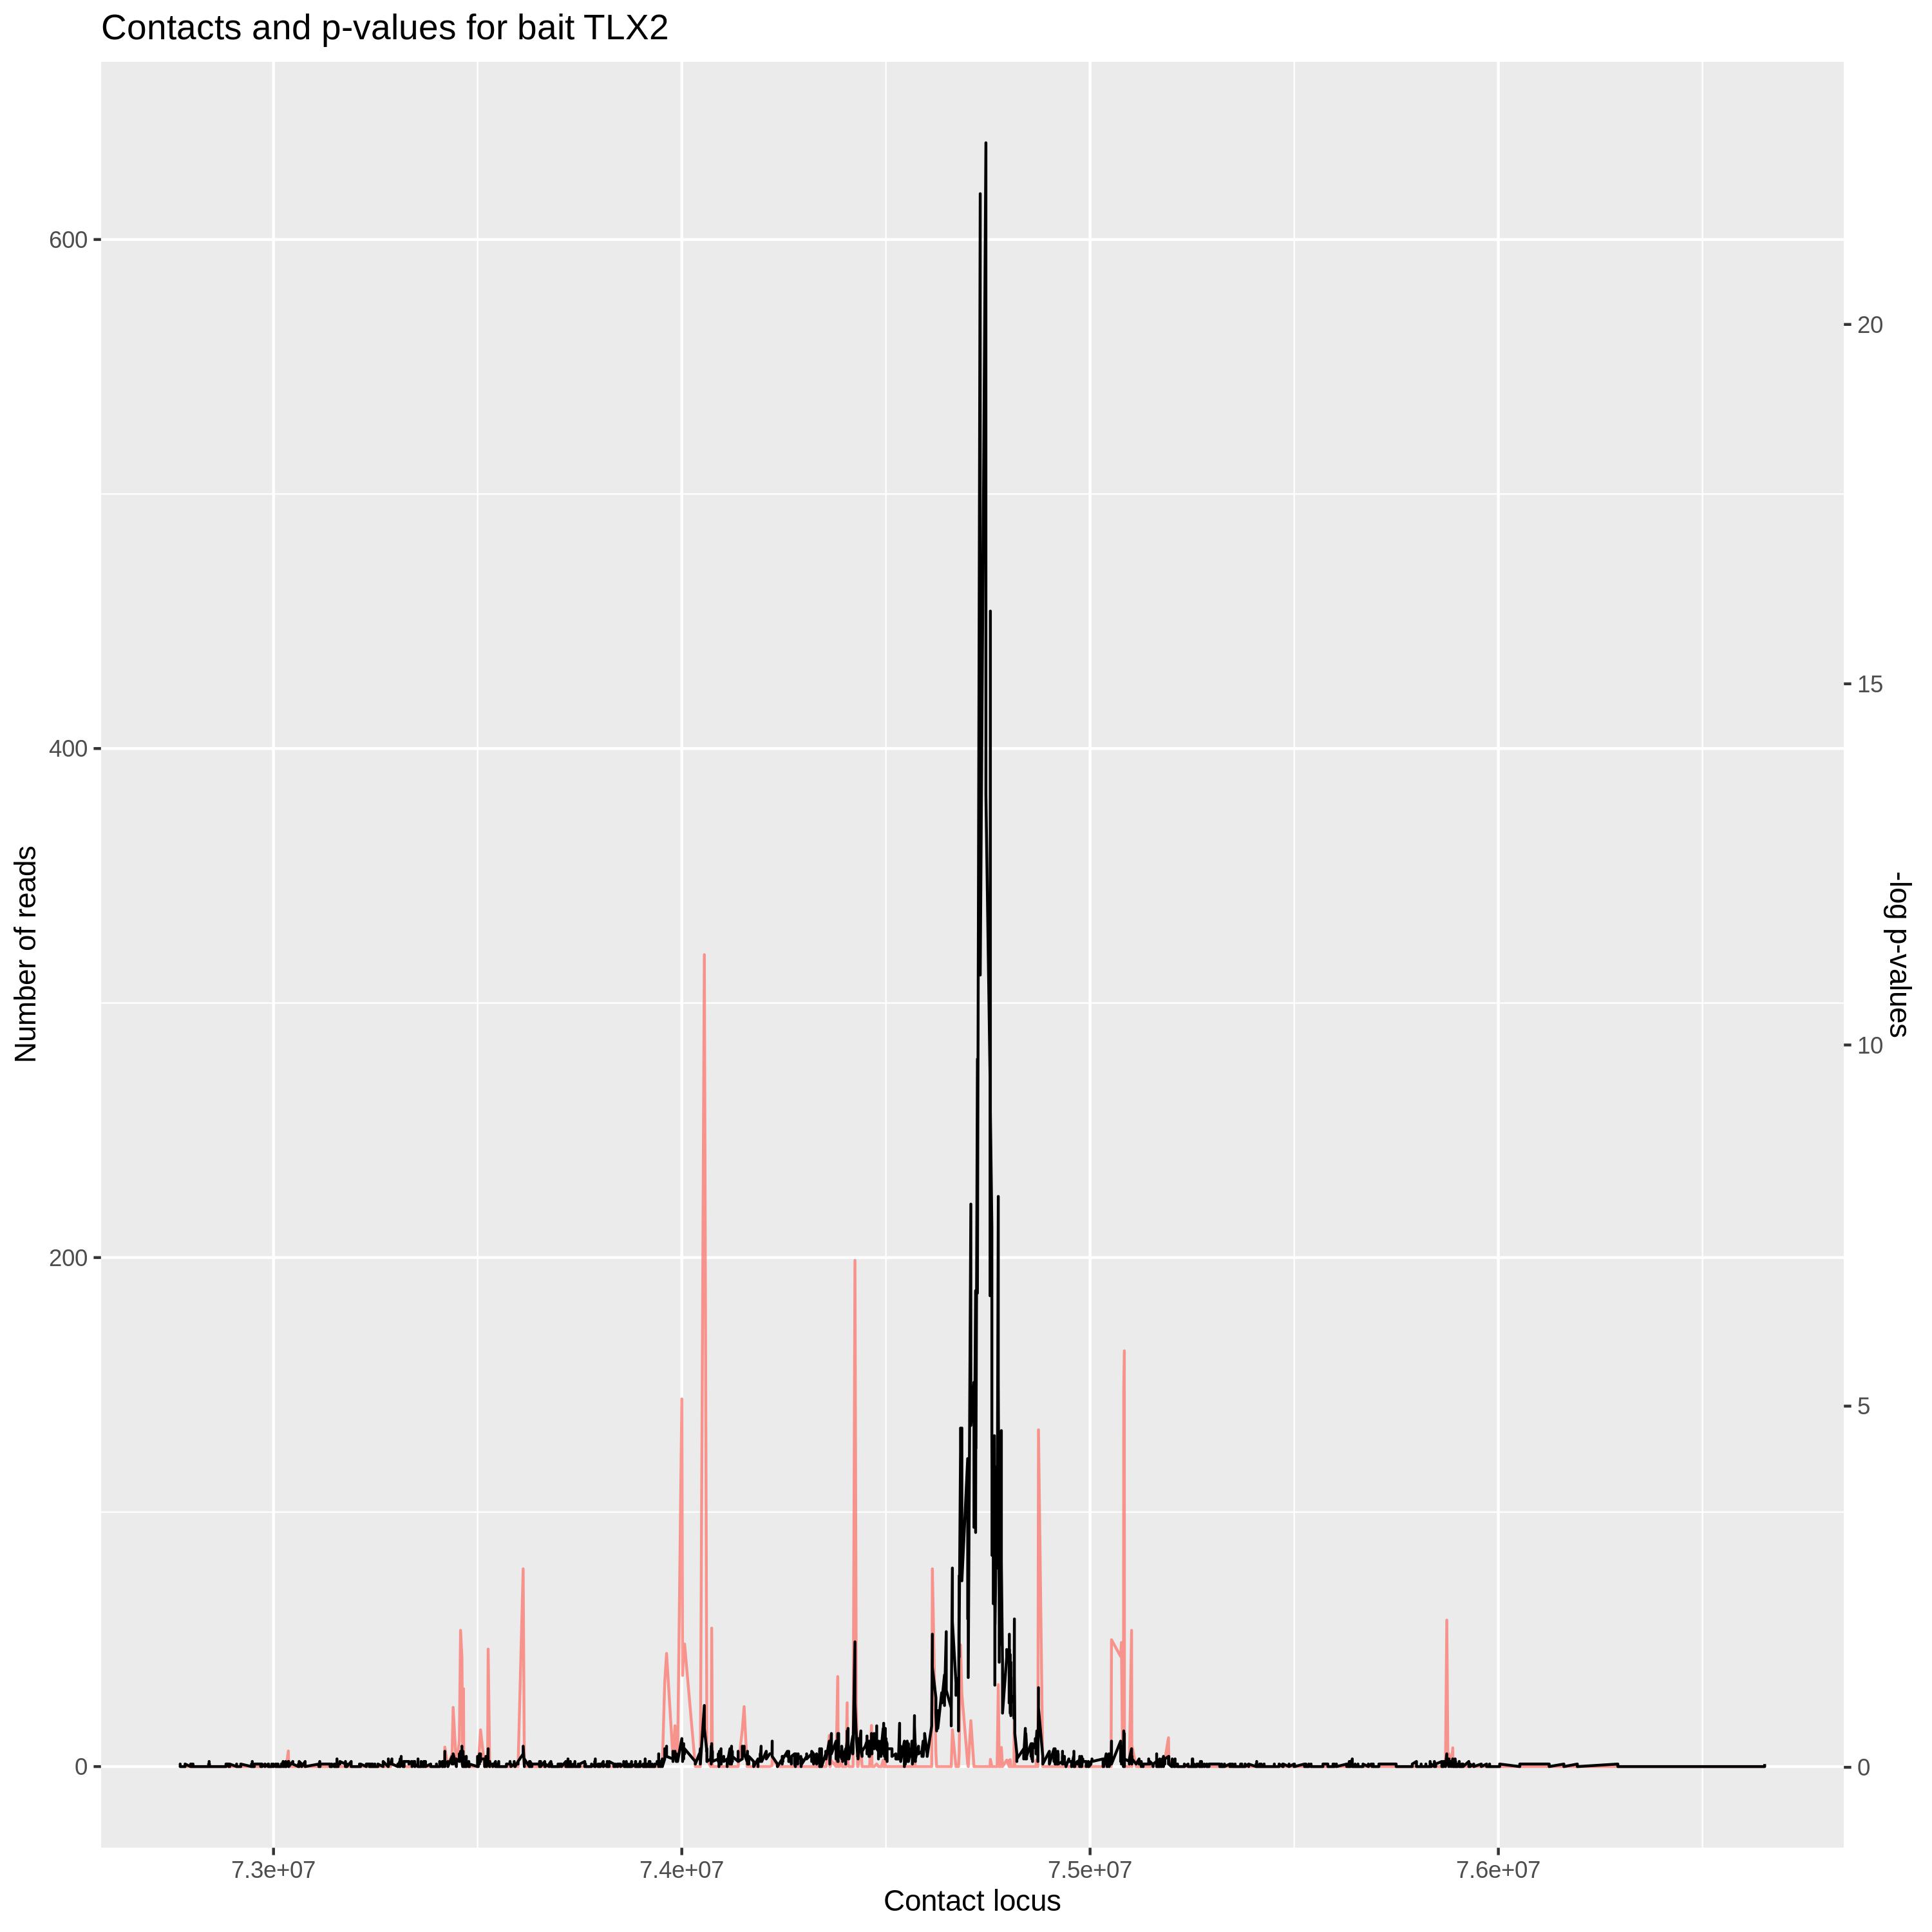 Contacts and p-values for bait TLX2
600
400
200
0
Number of reads
20
15
10
5
0
-log p-values
7.3e+07
7.4e+07
7.5e+07
7.6e+07
Contact locus